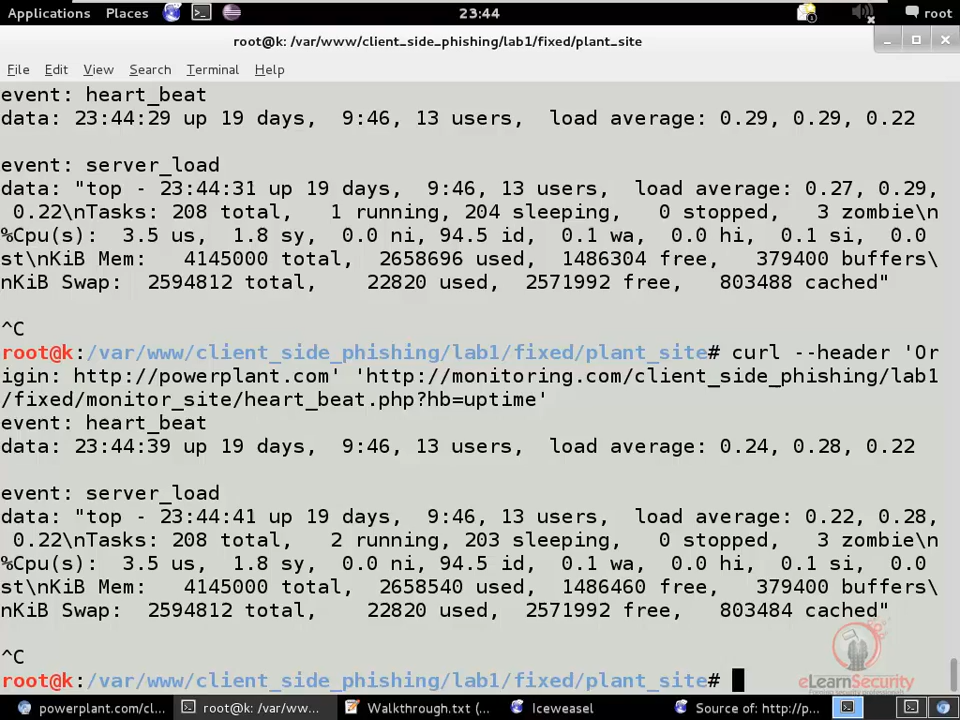 Applications Places 23:44 root
root@k: /var/www/client_side_phishing/lab1/fixed/plant_site
File Edit View Search Terminal Help
event: heart_beat
data: 23:44:29 up 19 days,  9:46, 13 users,  load average: 0.29, 0.29, 0.22
event: server_load
data: "top - 23:44:31 up 19 days,  9:46, 13 users,  load average: 0.27, 0.29,
 0.22\nTasks: 208 total,   1 running, 204 sleeping,   0 stopped,   3 zombie\n
%Cpu(s):  3.5 us,  1.8 sy,  0.0 ni, 94.5 id,  0.1 wa,  0.0 hi,  0.1 si,  0.0
st\nKiB Mem:   4145000 total,  2658696 used,  1486304 free,   379400 buffers\
nKiB Swap:  2594812 total,    22820 used,  2571992 free,   803488 cached"
^C
root@k:/var/www/client_side_phishing/lab1/fixed/plant_site# curl --header 'Or
igin: http://powerplant.com' 'http://monitoring.com/client_side_phishing/lab1
/fixed/monitor_site/heart_beat.php?hb=uptime'
event: heart_beat
data: 23:44:39 up 19 days,  9:46, 13 users,  load average: 0.24, 0.28, 0.22
event: server_load
data: "top - 23:44:41 up 19 days,  9:46, 13 users,  load average: 0.22, 0.28,
 0.22\nTasks: 208 total,   2 running, 203 sleeping,   0 stopped,   3 zombie\n
%Cpu(s):  3.5 us,  1.8 sy,  0.0 ni, 94.5 id,  0.1 wa,  0.0 hi,  0.1 si,  0.0
st\nKiB Mem:   4145000 total,  2658540 used,  1486460 free,   379400 buffers\
nKiB Swap:  2594812 total,    22820 used,  2571992 free,   803484 cached"
^C
root@k:/var/www/client_side_phishing/lab1/fixed/plant_site#
eLearnSecurity
Forging security professionals
powerplant.com/cl... root@k: /var/ww... Walkthrough.txt (... Iceweasel Source of: http://p...